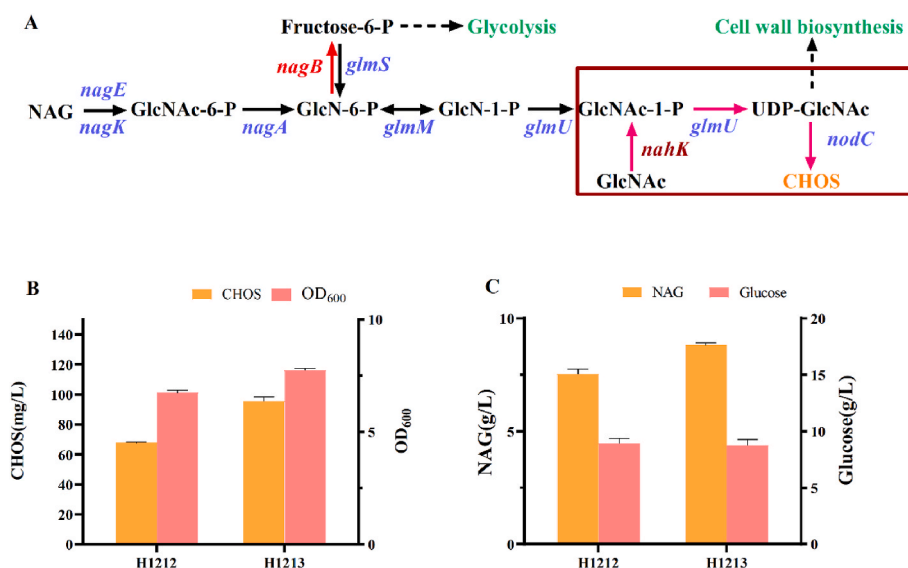 A
Fructose-6-P
Glycolysis
Cell wall biosynthesis
nagB
glmS
nagE
NAG
GlcNAc-6-P
GlcN-6-P
GlcN-1-P
GlcNAc-1-P
UDP-GlcNAc
nagK
nagA
glmM
glmU
glmU
nodC
nahK
GlcNAc
CHOS
B
CHOS
OD600
CHOS(mg/L)
140
120
100
80
60
40
20
0
10
5
0
OD600
H1212
H1213
C
NAG
Glucose
NAG(g/L)
10
5
0
20
15
10
5
0
Glucose(g/L)
H1212
H1213